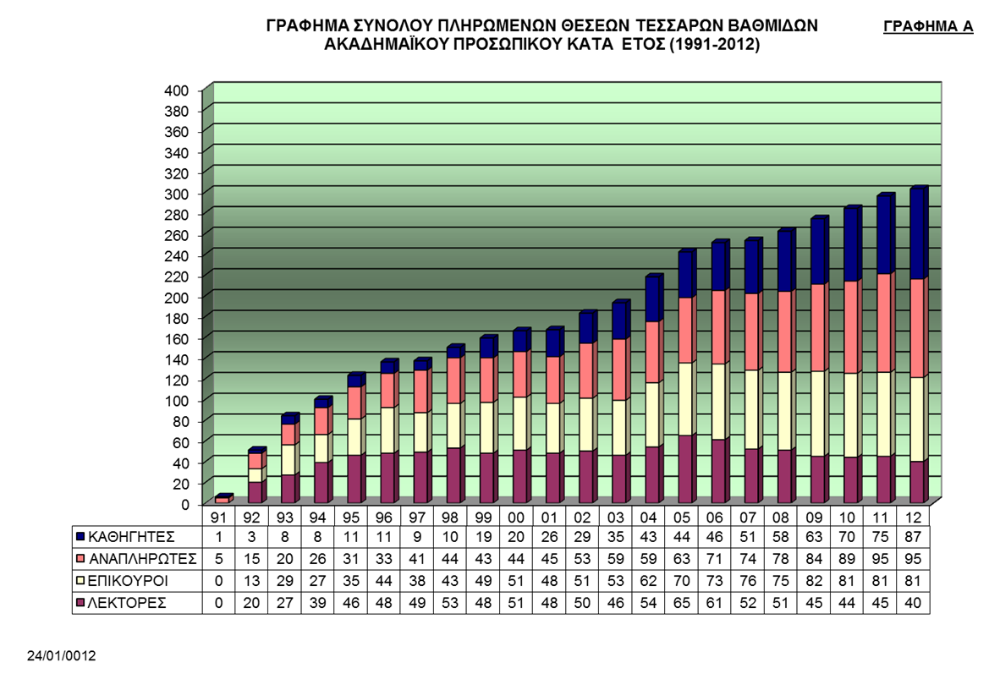 ΓΡΑΦΗΜΑ ΣΥΝΟΛΟΥ ΠΛΗΡΩΜΕΝΩΝ ΘΕΣΕΩΝ ΤΕΣΣΑΡΩΝ ΒΑΘΜΙΔΩΝ
ΑΚΑΔΗΜΑΪΚΟΥ ΠΡΟΣΩΠΙΚΟΥ ΚΑΤΑ ΕΤΟΣ (1991-2012)
ΓΡΑΦΗΜΑ Α
400
380
360
340
320
300
280
260
240
220
200
180
160
140
120
100
80
60
40
20
0
91 92 93 94 95 96 97 98 99 00 01 02 03 04 05 06 07 08 09 10 11 12
ΚΑΘΗΓΗΤΕΣ 1 3 8 8 11 11 9 10 19 20 26 29 35 43 44 46 51 58 63 70 75 87
ΑΝΑΠΛΗΡΩΤΕΣ 5 15 20 26 31 33 41 44 43 44 45 53 59 59 63 71 74 78 84 89 95 95
ΕΠΙΚΟΥΡΟΙ 0 13 29 27 35 44 38 43 49 51 48 51 53 62 70 73 76 75 82 81 81 81
ΛΕΚΤΟΡΕΣ 0 20 27 39 46 48 49 53 48 51 48 50 46 54 65 61 52 51 45 44 45 40
24/01/0012